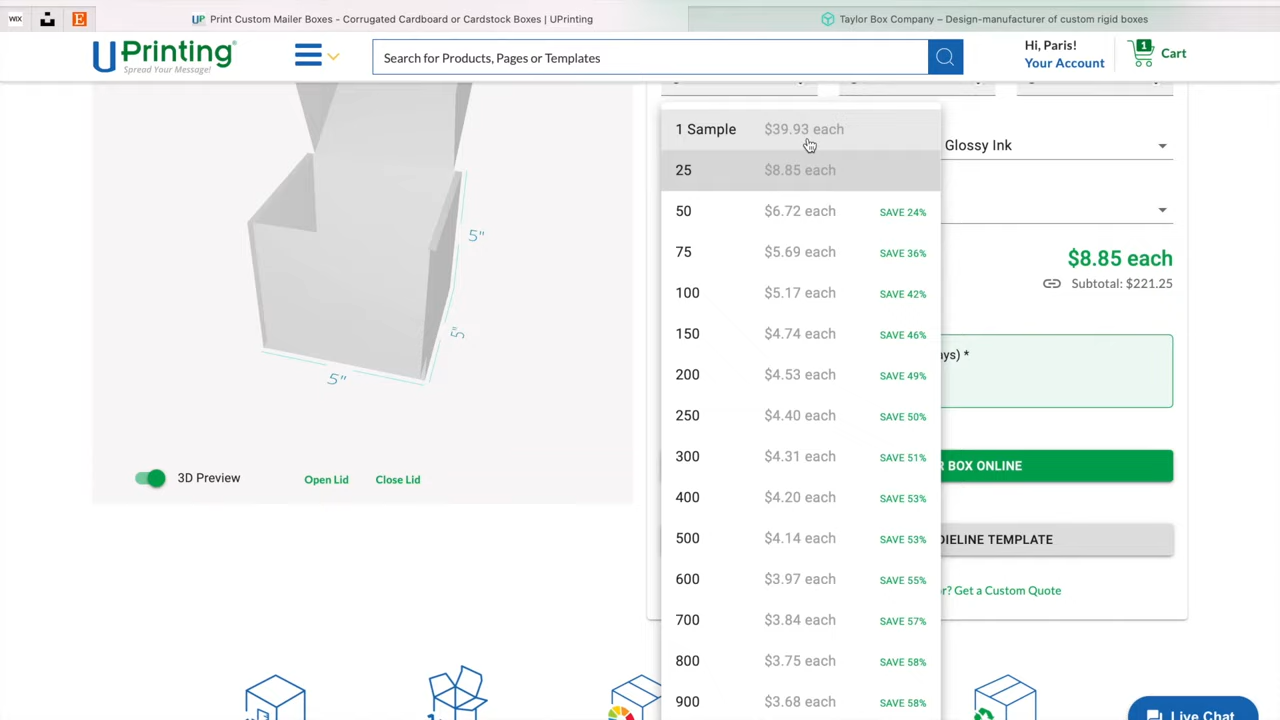 WIX
UP Print Custom Mailer Boxes - Corrugated Cardboard or Cardstock Boxes | UPrinting
Taylor Box Company – Design-manufacturer of custom rigid boxes
UPrinting®
Spread Your Message!
Search for Products, Pages or Templates
Hi, Paris!
Your Account
1
Cart
1 Sample $39.93 each
Glossy Ink
25 $8.85 each
50 $6.72 each SAVE 24%
75 $5.69 each SAVE 36%
$8.85 each
Subtotal: $221.25
100 $5.17 each SAVE 42%
150 $4.74 each SAVE 46%
ays) *
200 $4.53 each SAVE 49%
250 $4.40 each SAVE 50%
300 $4.31 each SAVE 51%
R BOX ONLINE
400 $4.20 each SAVE 53%
500 $4.14 each SAVE 53%
DIELINE TEMPLATE
600 $3.97 each SAVE 55%
r? Get a Custom Quote
700 $3.84 each SAVE 57%
800 $3.75 each SAVE 58%
900 $3.68 each SAVE 58%
5"
5"
5"
3D Preview
Open Lid
Close Lid
Live Chat